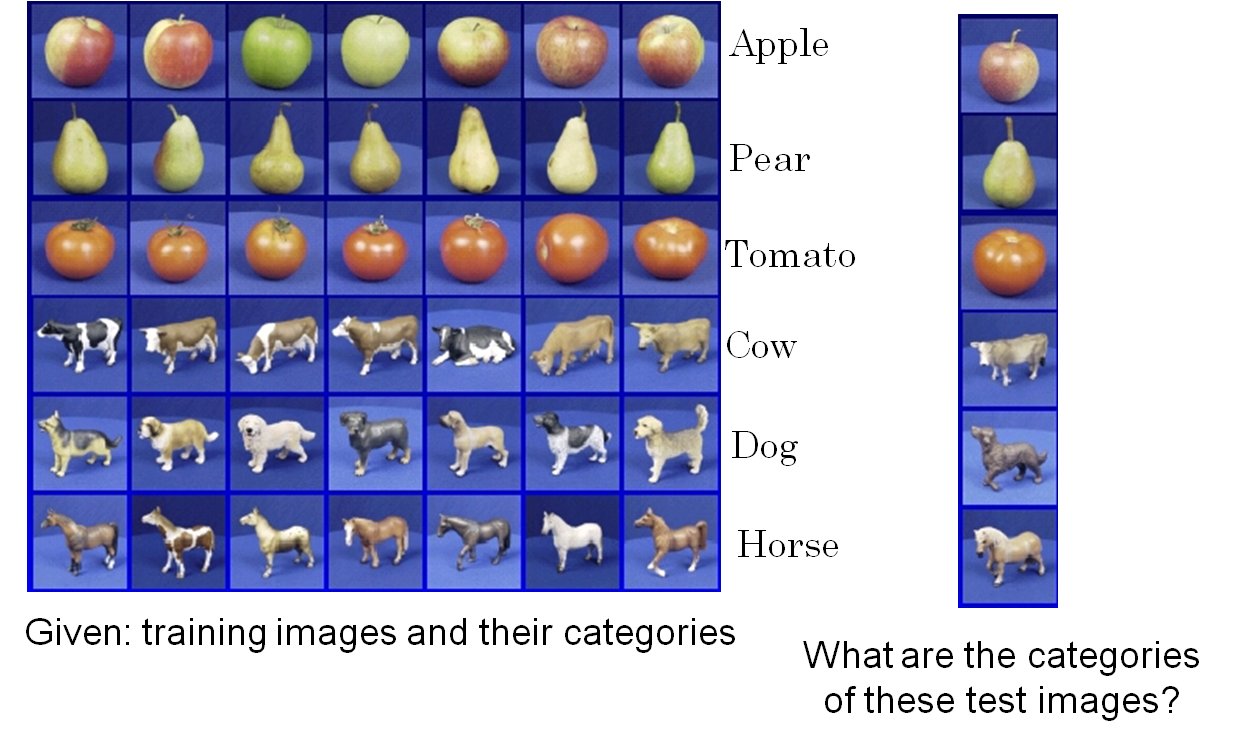 Apple
Pear
Tomato
Cow
Dog
Horse
Given: training images and their categories
What are the categories
of these test images?